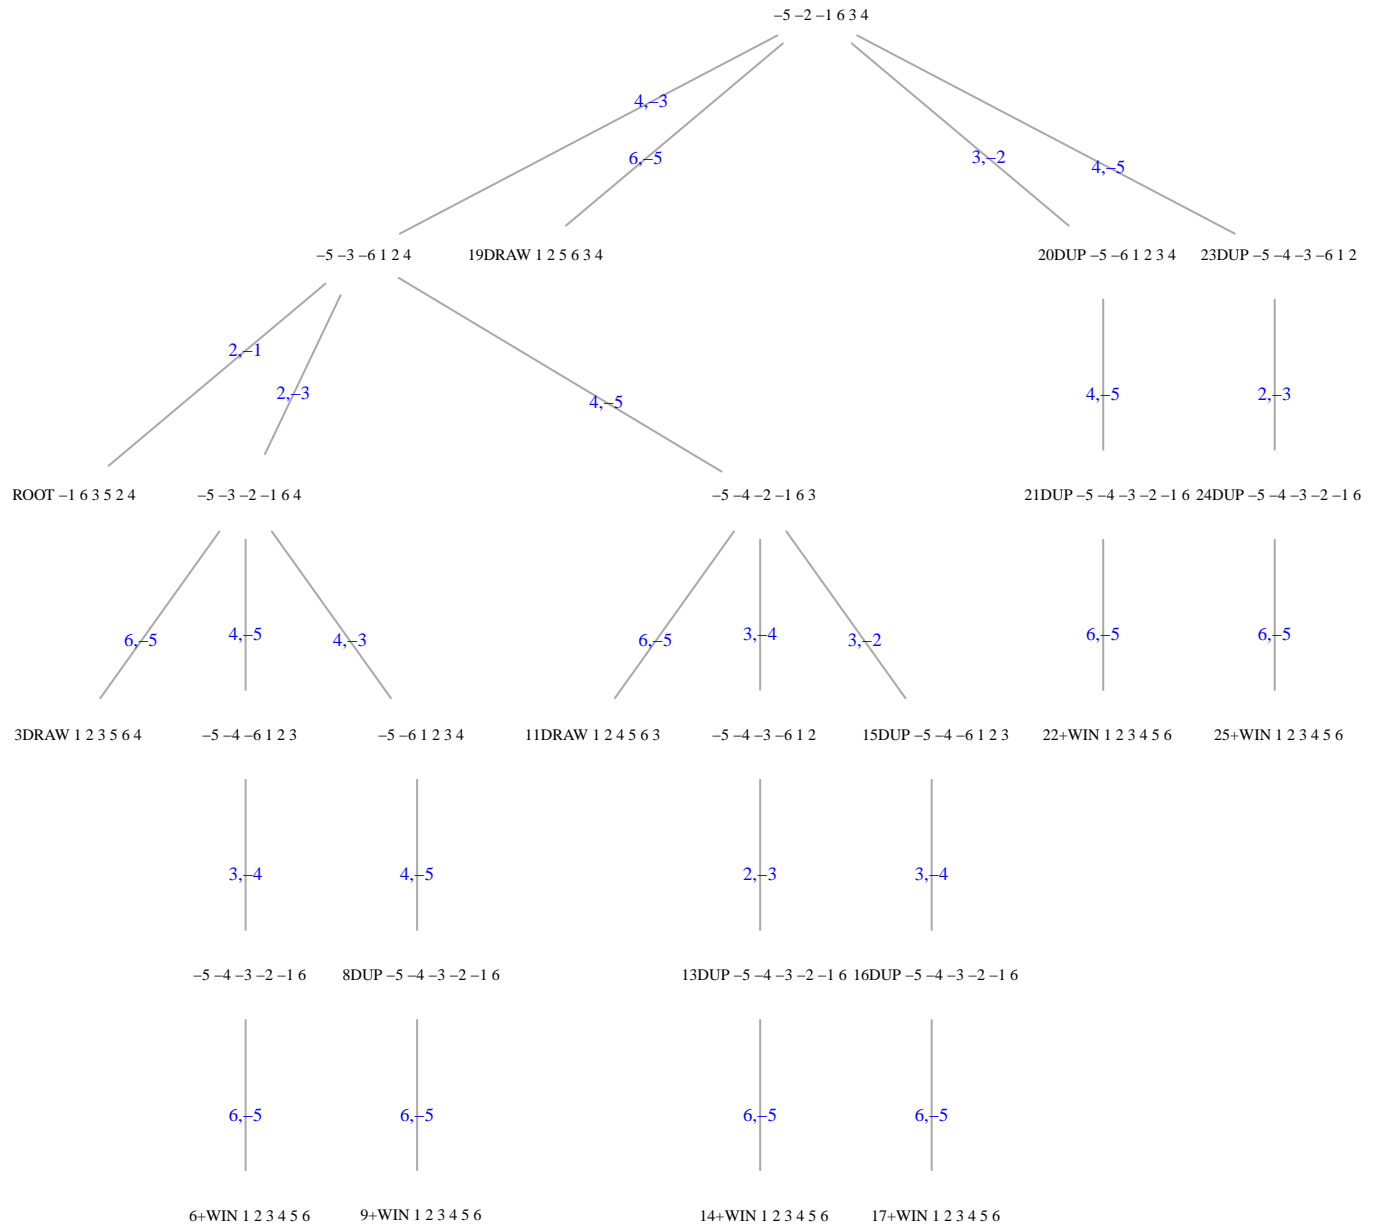 −5 −2 −1 6 3 4
4,−3
6,−5
3,−2
4,−5
−5 −3 −6 1 2 4
19DRAW 1 2 5 6 3 4
20DUP −5 −6 1 2 3 4
23DUP −5 −4 −3 −6 1 2
2,−1
2,−3
4,−5
4,−5
2,−3
ROOT −1 6 3 5 2 4
−5 −3 −2 −1 6 4
−5 −4 −2 −1 6 3
21DUP −5 −4 −3 −2 −1 6
24DUP −5 −4 −3 −2 −1 6
6,−5
4,−5
4,−3
6,−5
3,−4
3,−2
6,−5
6,−5
3DRAW 1 2 3 5 6 4
−5 −4 −6 1 2 3
−5 −6 1 2 3 4
11DRAW 1 2 4 5 6 3
−5 −4 −3 −6 1 2
15DUP −5 −4 −6 1 2 3
22+WIN 1 2 3 4 5 6
25+WIN 1 2 3 4 5 6
3,−4
4,−5
2,−3
3,−4
−5 −4 −3 −2 −1 6
8DUP −5 −4 −3 −2 −1 6
13DUP −5 −4 −3 −2 −1 6
16DUP −5 −4 −3 −2 −1 6
6,−5
6,−5
6,−5
6,−5
6+WIN 1 2 3 4 5 6
9+WIN 1 2 3 4 5 6
14+WIN 1 2 3 4 5 6
17+WIN 1 2 3 4 5 6